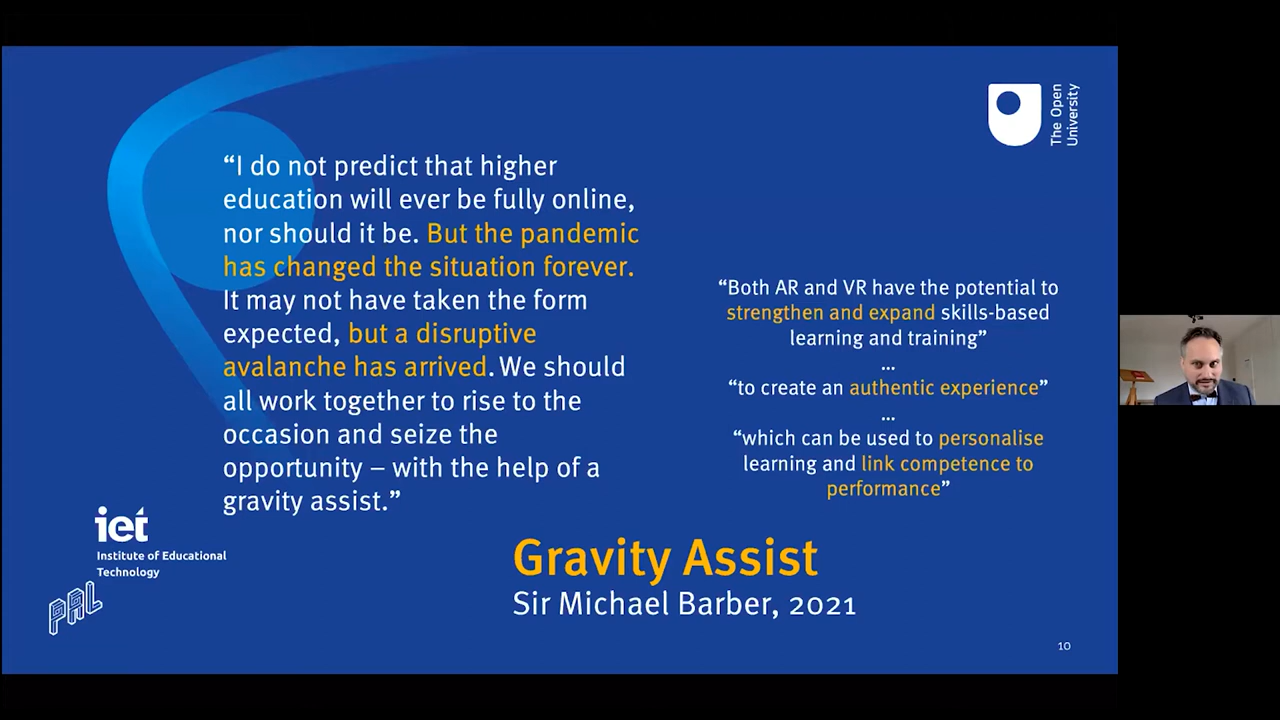 The Open
University
“I do not predict that higher
education will ever be fully online,
nor should it be. But the pandemic
has changed the situation forever.
It may not have taken the form
expected, but a disruptive
avalanche has arrived. We should
all work together to rise to the
occasion and seize the
opportunity – with the help of a
gravity assist.”
“Both AR and VR have the potential to
strengthen and expand skills-based
learning and training”
...
“to create an authentic experience”
...
“which can be used to personalise
learning and link competence to
performance”
iet
Institute of Educational
Technology
PAL
Gravity Assist
Sir Michael Barber, 2021
10